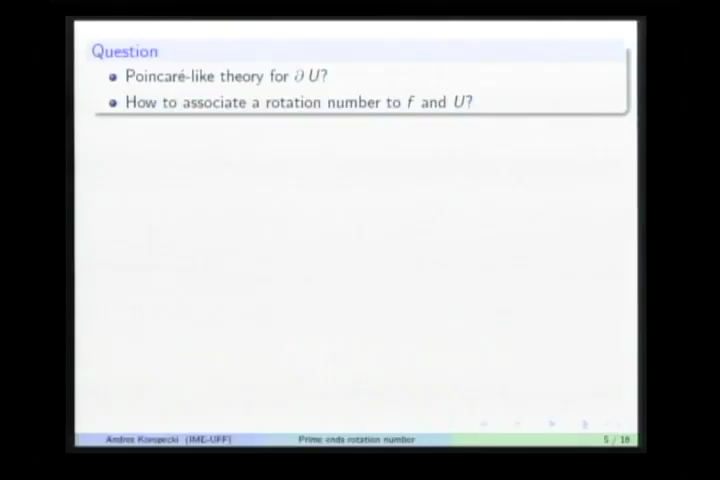 Question
Poincaré-like theory for ∂ U?
How to associate a rotation number to f and U?
Andres Koropecki (IME-UFF) Prime ends rotation number 5 / 18